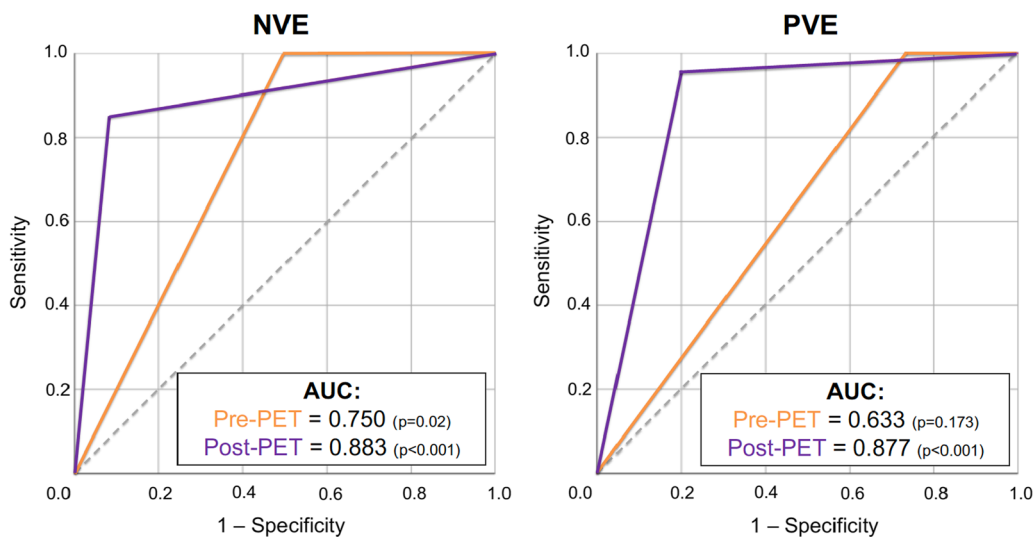 NVE
1.0
0.8
0.6
0.4
0.2
0.0
0.2
0.4
0.6
0.8
1.0
Sensitivity
1 – Specificity
AUC:
Pre-PET = 0.750 (p=0.02)
Post-PET = 0.883 (p<0.001)
PVE
1.0
0.8
0.6
0.4
0.2
0.0
0.2
0.4
0.6
0.8
1.0
Sensitivity
1 – Specificity
AUC:
Pre-PET = 0.633 (p=0.173)
Post-PET = 0.877 (p<0.001)